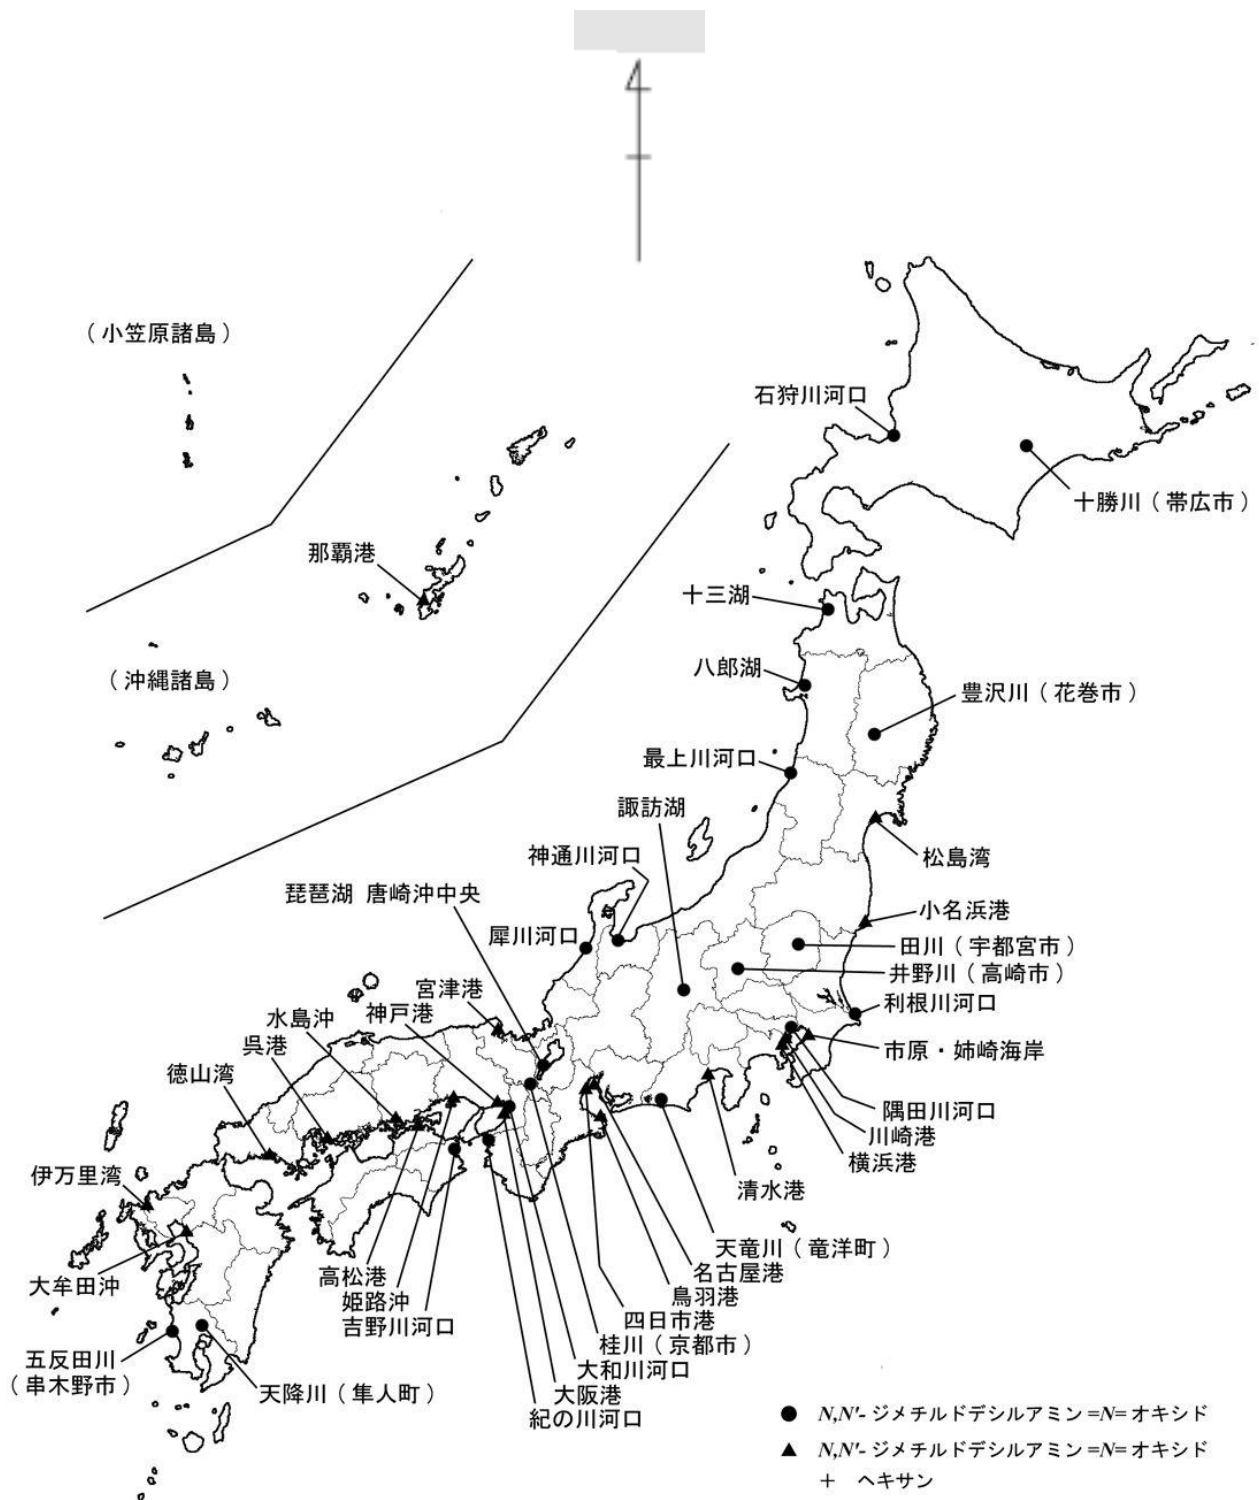 （小笠原諸島）
石狩川河口
十勝川（帯広市）
那覇港
十三湖
八郎湖
（沖縄諸島）
豊沢川（花巻市）
最上川河口
諏訪湖
神通川河口
松島湾
琵琶湖 唐崎沖中央
小名浜港
犀川河口
田川（宇都宮市）
井野川（高崎市）
宮津港
利根川河口
神戸港
水島沖
呉港
市原・姉崎海岸
徳山湾
隅田川河口
川崎港
横浜港
伊万里湾
清水港
天竜川（竜洋町）
大牟田沖
高松港
名古屋港
姫路沖
鳥羽港
吉野川河口
四日市港
桂川（京都市）
五反田川
（串木野市）
大和川河口
天降川（隼人町）
大阪港
紀の川河口
● N,N'-ジメチルドデシルアミン=N=オキシド
▲ N,N'-ジメチルドデシルアミン=N=オキシド
＋ ヘキサン